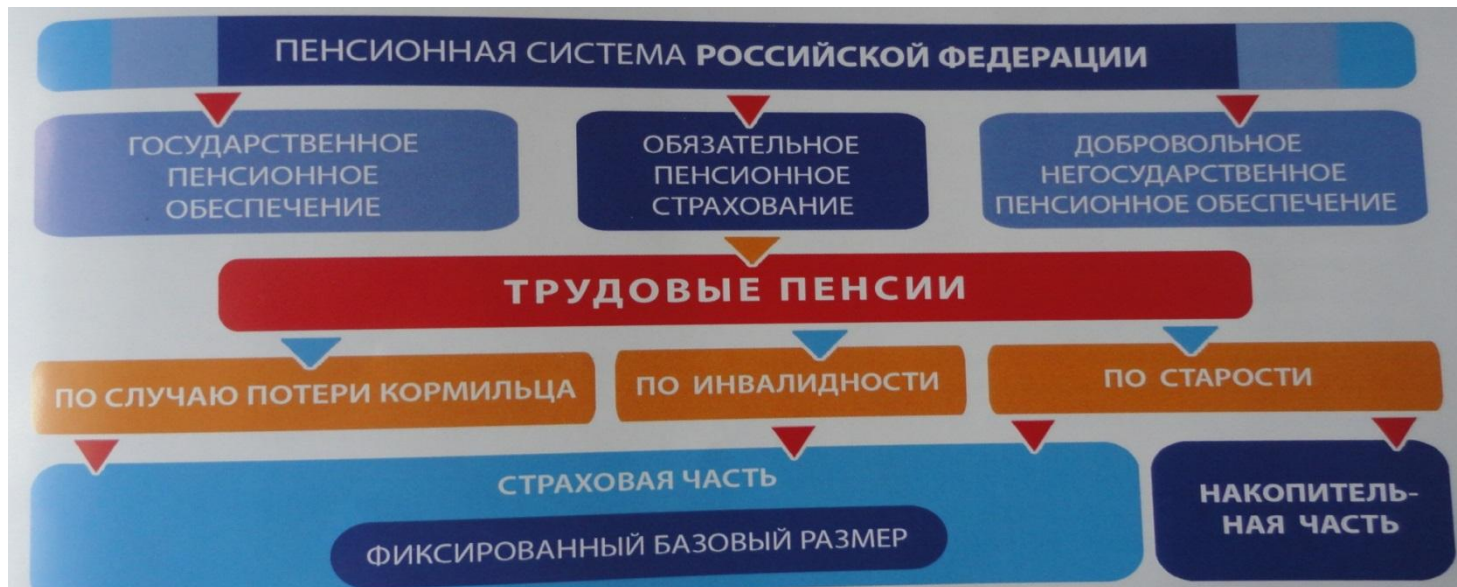 ПЕНСИОННАЯ СИСТЕМА РОССИЙСКОЙ ФЕДЕРАЦИИ
ГОСУДАРСТВЕННОЕ
ПЕНСИОННОЕ
ОБЕСПЕЧЕНИЕ
ОБЯЗАТЕЛЬНОЕ
ПЕНСИОННОЕ
СТРАХОВАНИЕ
ДОБРОВОЛЬНОЕ
НЕГОСУДАРСТВЕННОЕ
ПЕНСИОННОЕ ОБЕСПЕЧЕНИЕ
ТРУДОВЫЕ ПЕНСИИ
ПО СЛУЧАЮ ПОТЕРИ КОРМИЛЬЦА
ПО ИНВАЛИДНОСТИ
ПО СТАРОСТИ
СТРАХОВАЯ ЧАСТЬ
ФИКСИРОВАННЫЙ БАЗОВЫЙ РАЗМЕР
НАКОПИТЕЛЬ-
НАЯ ЧАСТЬ